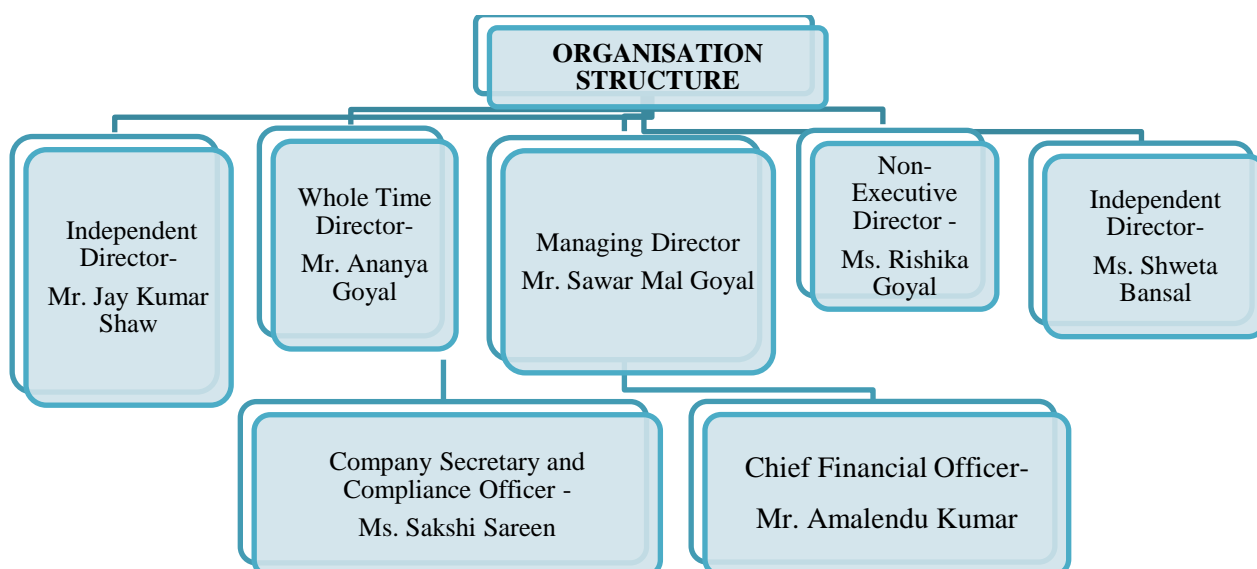 ORGANISATION
STRUCTURE
Independent
Director-
Mr. Jay Kumar
Shaw
Whole Time
Director-
Mr. Ananya
Goyal
Managing Director
Mr. Sawar Mal Goyal
Non-
Executive
Director -
Ms. Rishika
Goyal
Independent
Director-
Ms. Shweta
Bansal
Company Secretary and
Compliance Officer -
Ms. Sakshi Sareen
Chief Financial Officer-
Mr. Amalendu Kumar